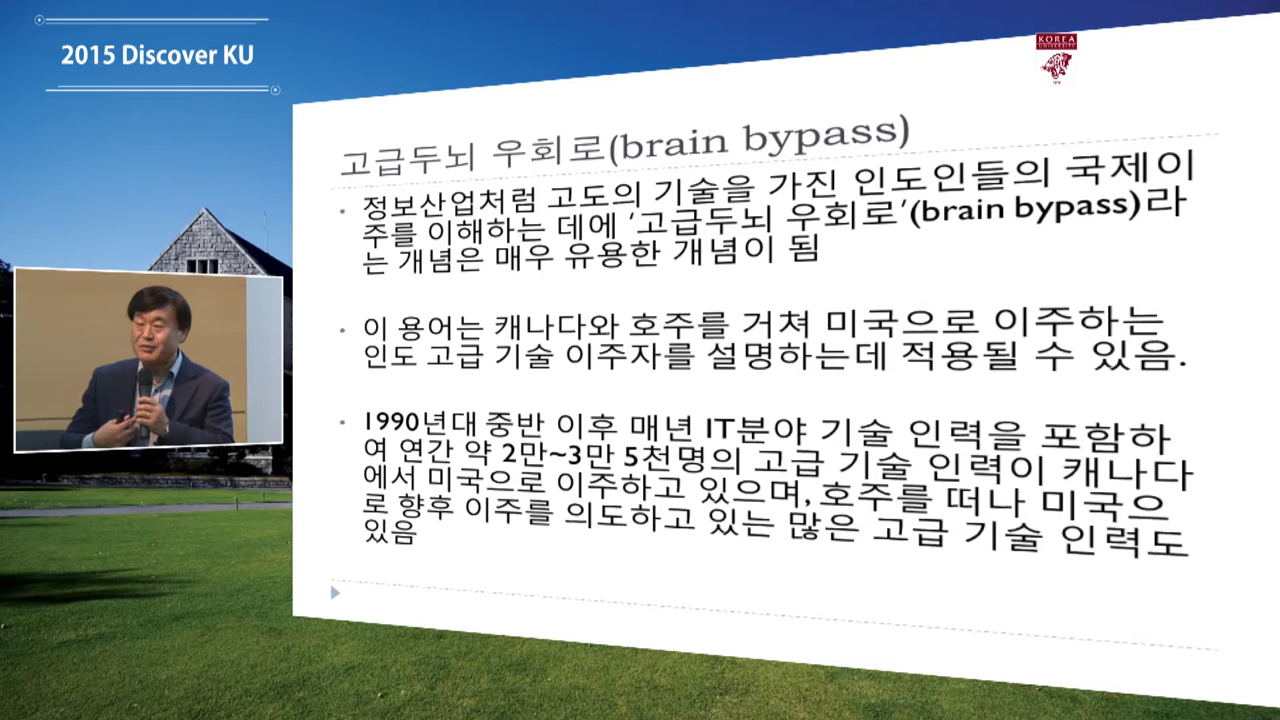 2015 Discover KU
KOREA
UNIVERSITY
고급두뇌 우회로(brain bypass)
• 정보산업처럼 고도의 기술을 가진 인도인들의 국제이
주를 이해하는 데에 '고급두뇌 우회로'(brain bypass)라
는 개념은 매우 유용한 개념이 됨
• 이 용어는 캐나다와 호주를 거쳐 미국으로 이주하는
인도 고급 기술 이주자를 설명하는데 적용될 수 있음.
• 1990년대 중반 이후 매년 IT분야 기술 인력을 포함하
여 연간 약 2만~3만 5천명의 고급 기술 인력이 캐나다
에서 미국으로 이주하고 있으며, 호주를 떠나 미국으
로 향후 이주를 의도하고 있는 많은 고급 기술 인력도
있음